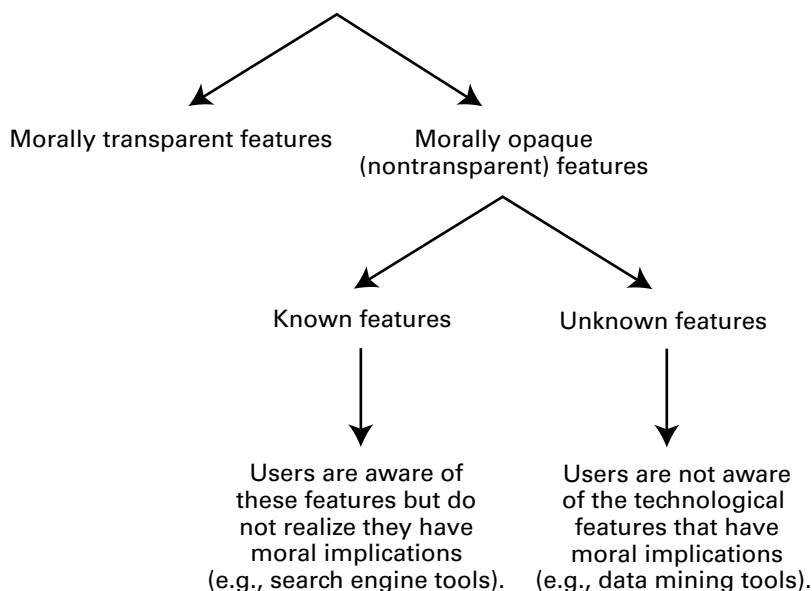 Morally transparent features
Morally opaque
(nontransparent) features
Known features
Unknown features
Users are aware of
these features but do
not realize they have
moral implications
(e.g., search engine tools).
Users are not aware
of the technological
features that have
moral implications
(e.g., data mining tools).